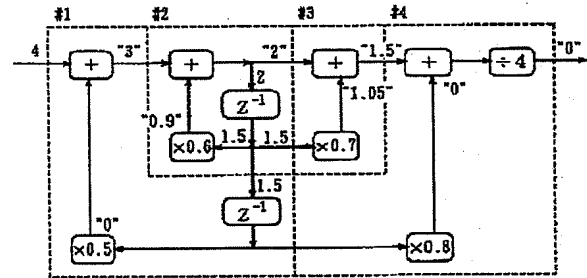 #1 #2 #3 #4
4 + "3" + "2" + "1.5" + ÷4 "0"
2
Z⁻¹ "1.05" "0"
"0.9"
×0.6 1.5 1.5 ×0.7
1.5
Z⁻¹
"0"
×0.5 ×0.8